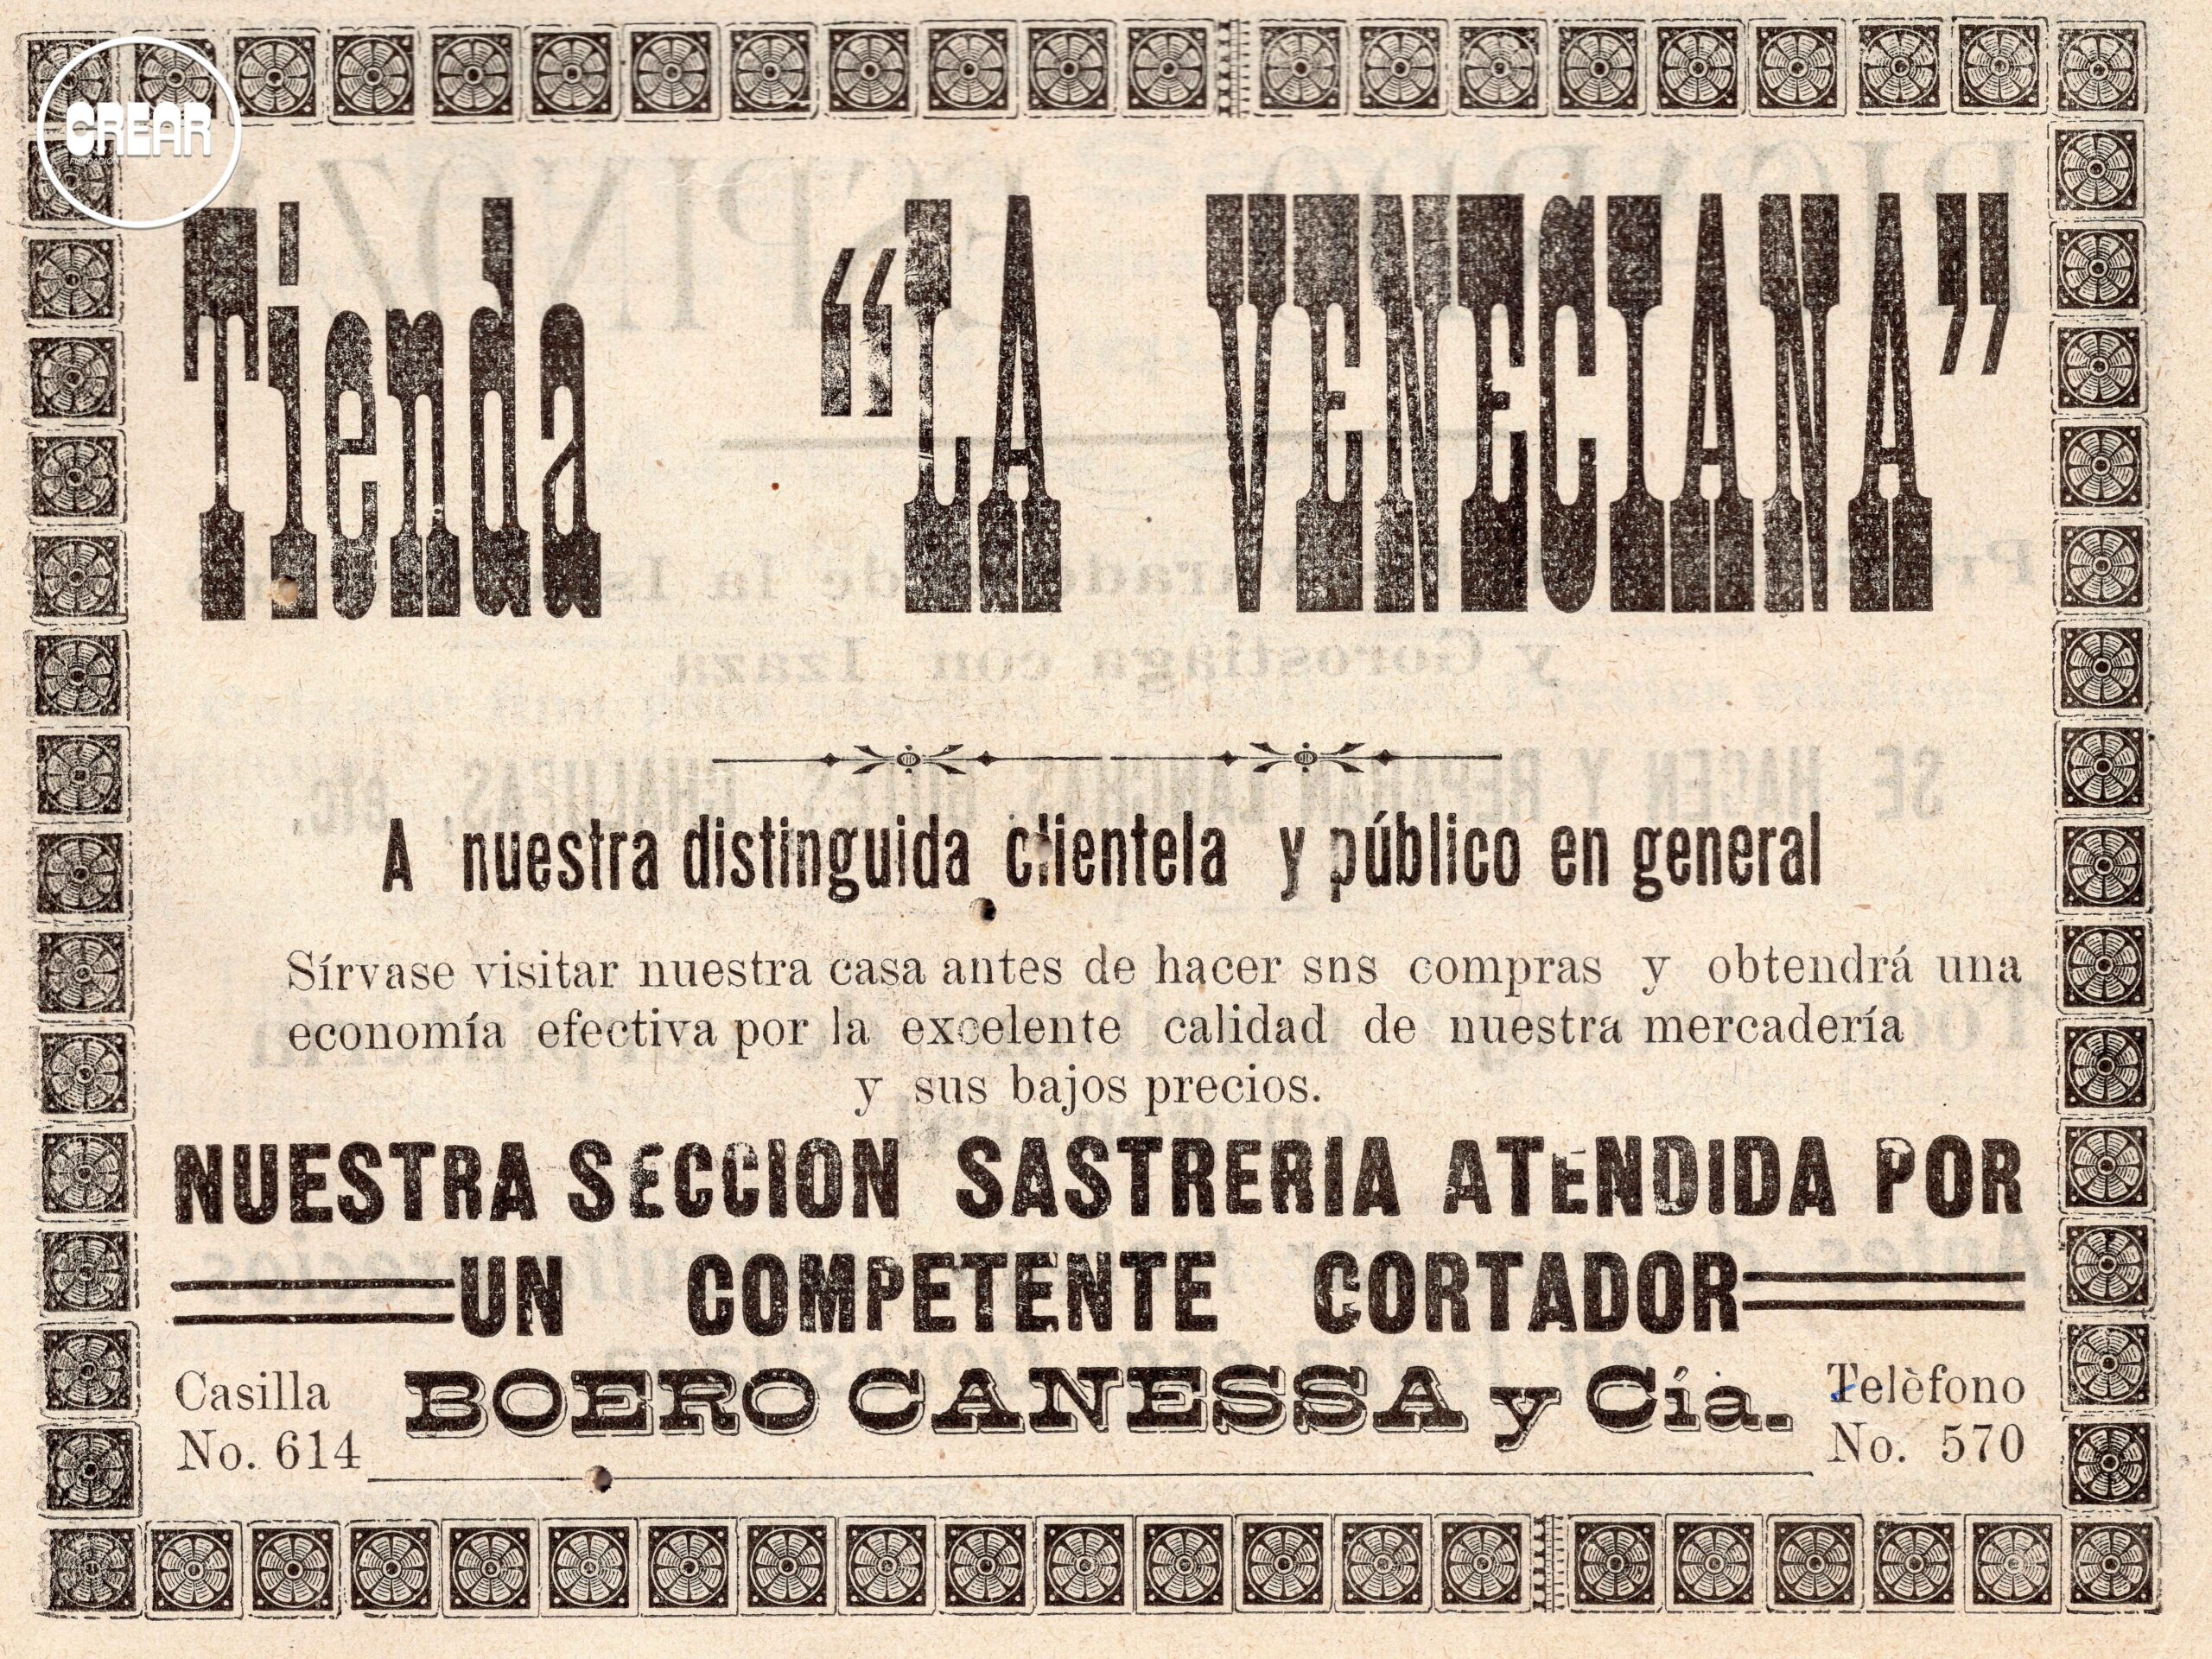 CREAR
FUNDACIÓN
Tienda “LA VENECIANA”
A nuestra distinguida clientela y público en general
Sírvase visitar nuestra casa antes de hacer sns compras y obtendrá una
economía efectiva por la excelente calidad de nuestra mercadería
y sus bajos precios.
NUESTRA SECCION SASTRERIA ATENDIDA POR
UN COMPETENTE CORTADOR
Casilla
No. 614
BOERO CANESSA y Cía.
Telèfono
No. 570